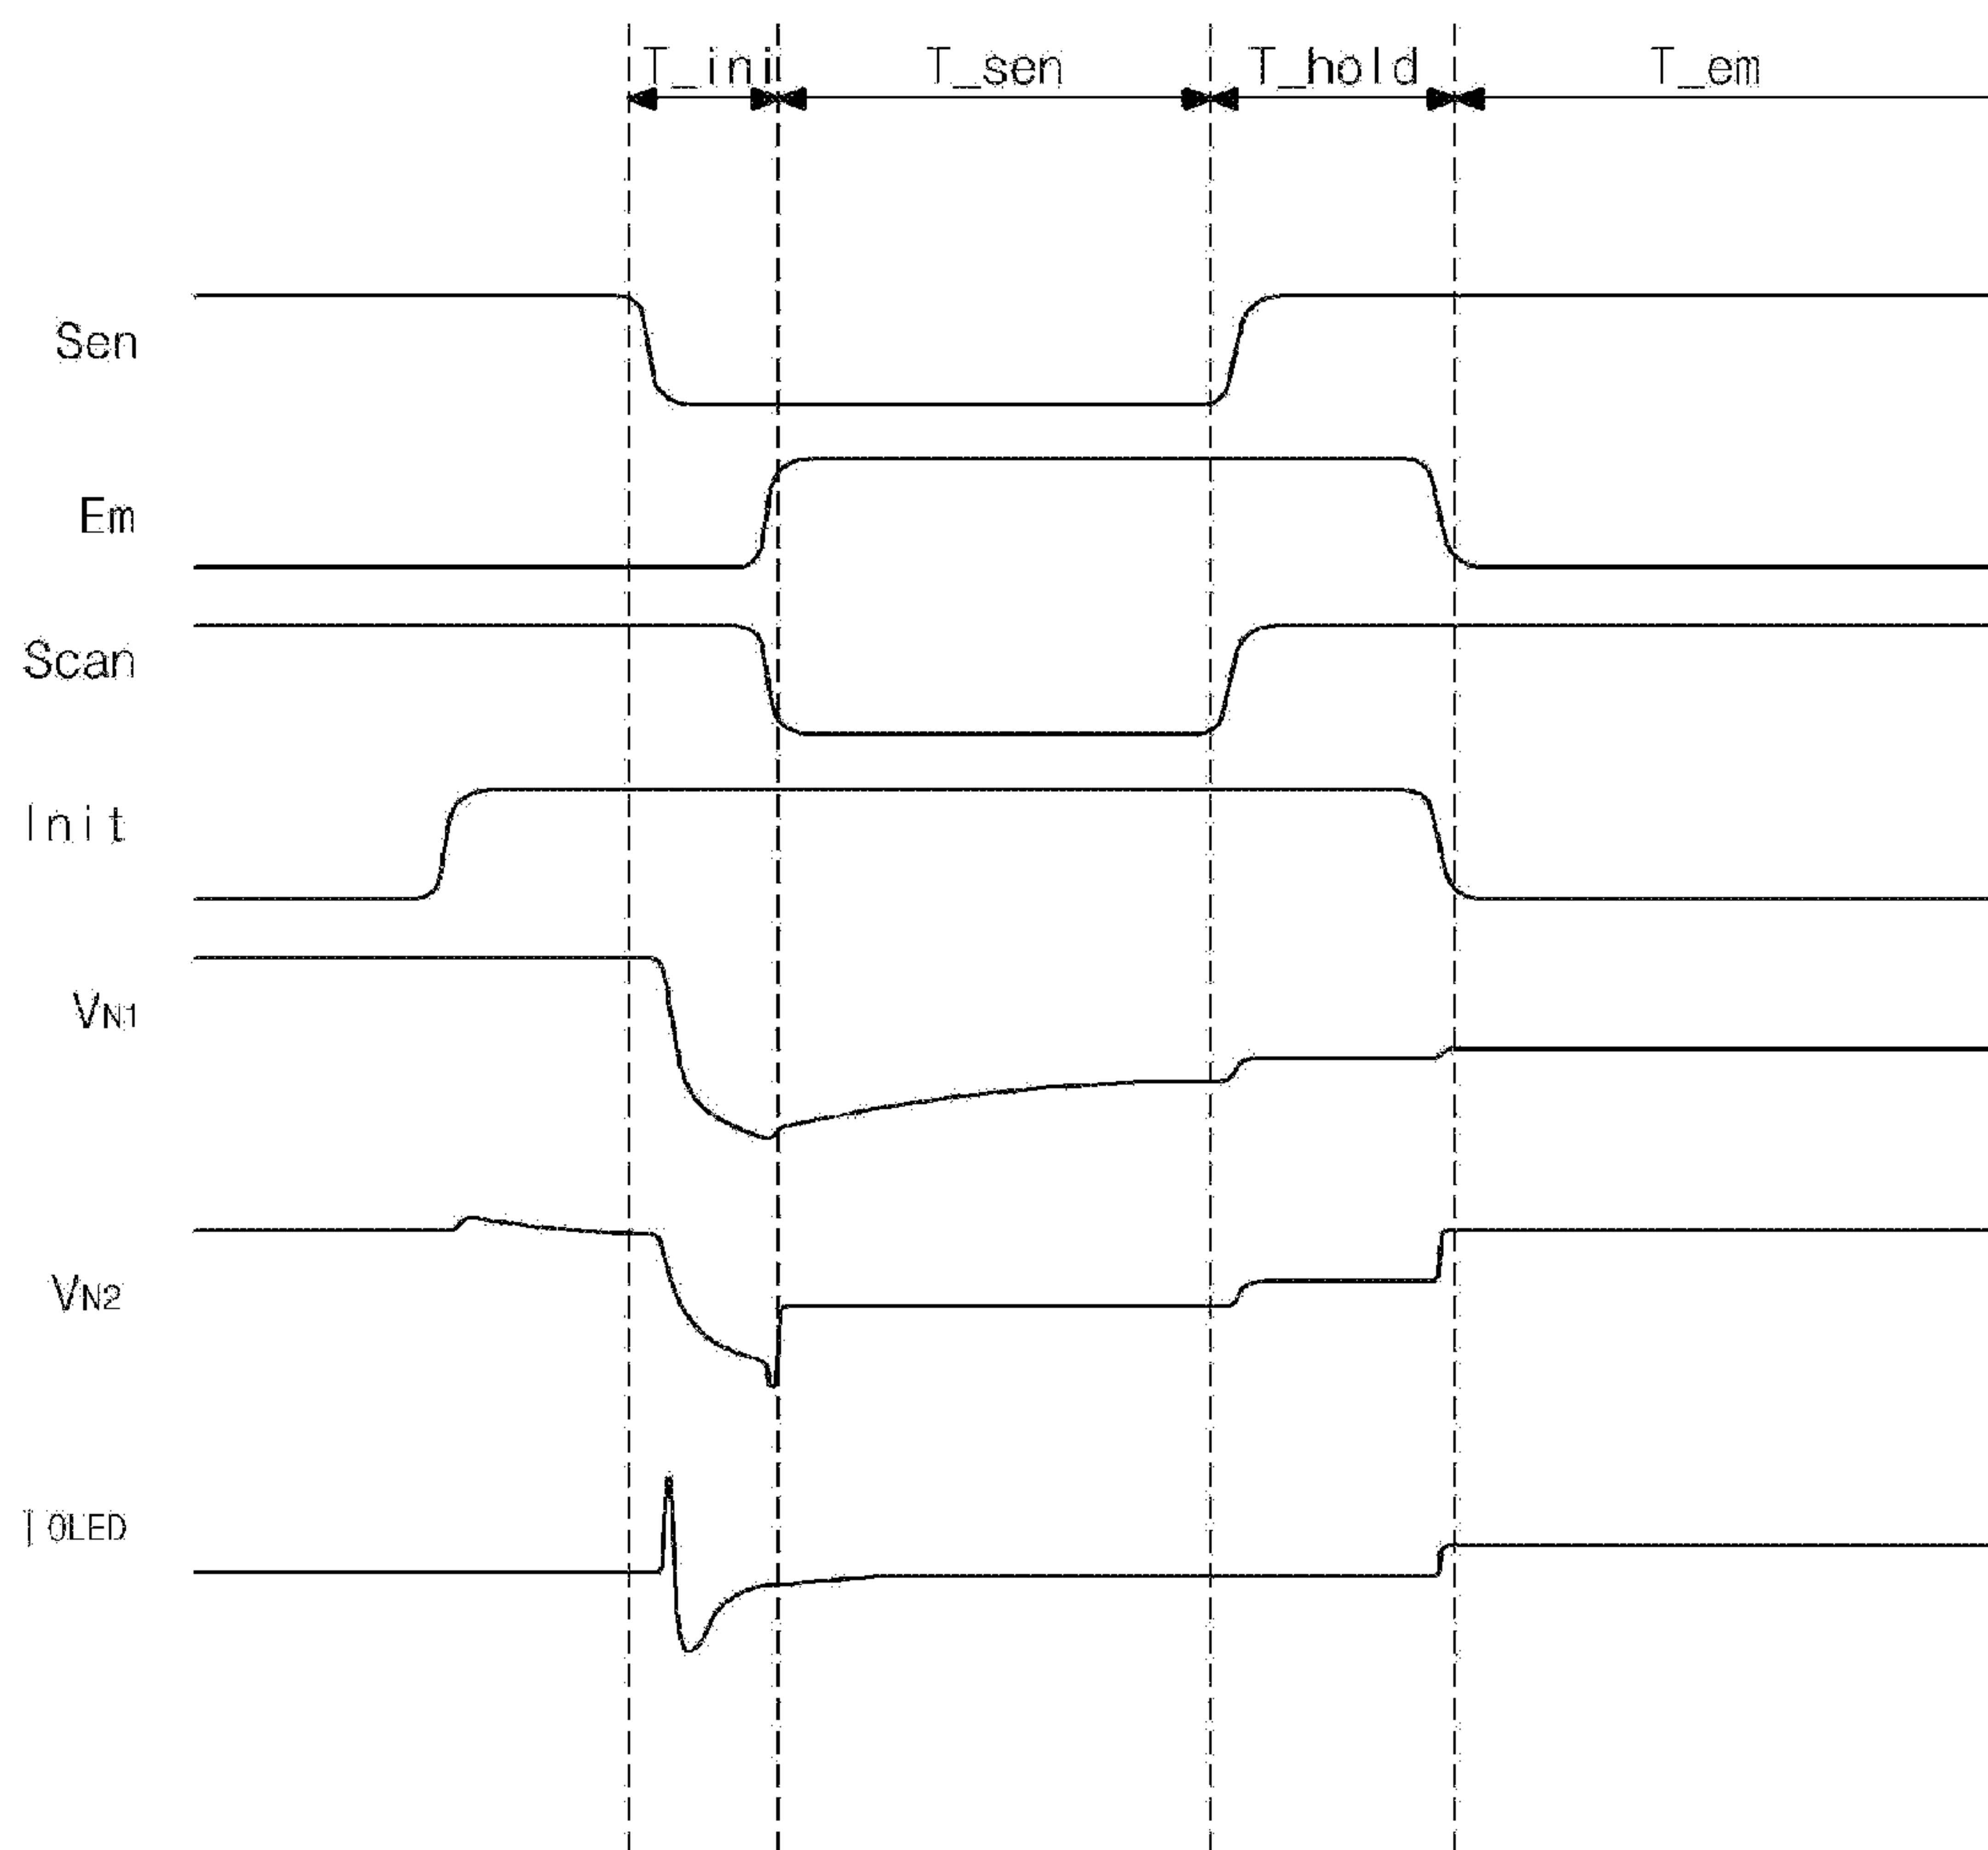 T_ini T_sen T_hold T_em
Sen
Em
Scan
Init
VN1
VN2
IOLED